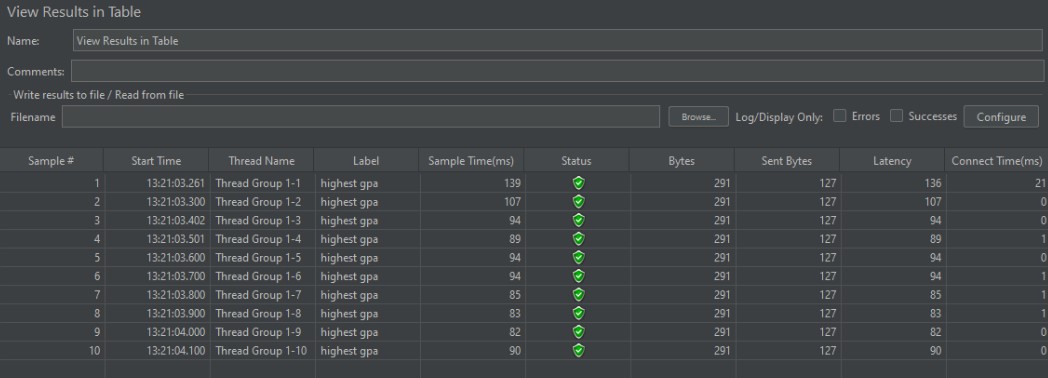 View Results in Table
Name: View Results in Table
Comments:
Write results to file / Read from file
Filename Browse... Log/Display Only: Errors Successes Configure
Sample # Start Time Thread Name Label Sample Time(ms) Status Bytes Sent Bytes Latency Connect Time(ms)
1 13:21:03.261 Thread Group 1-1 highest gpa 139 291 127 136 21
2 13:21:03.300 Thread Group 1-2 highest gpa 107 291 127 107 0
3 13:21:03.402 Thread Group 1-3 highest gpa 94 291 127 94 0
4 13:21:03.501 Thread Group 1-4 highest gpa 89 291 127 89 1
5 13:21:03.600 Thread Group 1-5 highest gpa 94 291 127 94 0
6 13:21:03.700 Thread Group 1-6 highest gpa 94 291 127 94 1
7 13:21:03.800 Thread Group 1-7 highest gpa 85 291 127 85 1
8 13:21:03.900 Thread Group 1-8 highest gpa 83 291 127 83 1
9 13:21:04.000 Thread Group 1-9 highest gpa 82 291 127 82 0
10 13:21:04.100 Thread Group 1-10 highest gpa 90 291 127 90 0